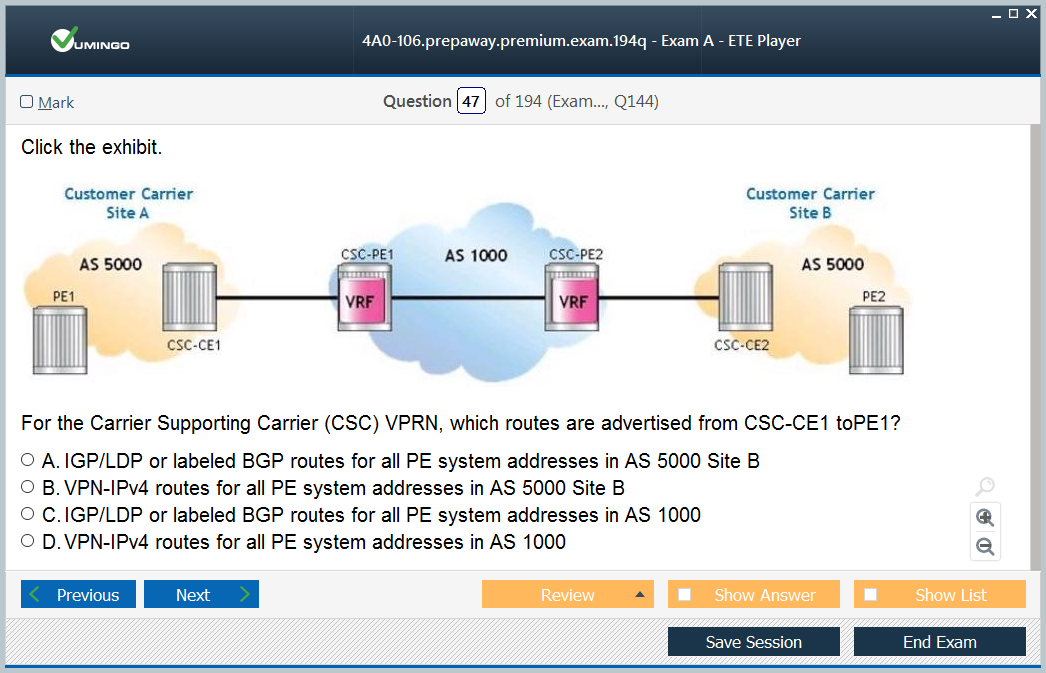 VUMINGO
4A0-106.prepaway.premium.exam.194q - Exam A - ETE Player
Mark
Question 47 of 194 (Exam..., Q144)
Click the exhibit.
Customer Carrier
Site A
Customer Carrier
Site B
AS 5000
CSC-PE1
AS 1000
CSC-PE2
AS 5000
PE1
VRF
VRF
PE2
CSC-CE1
CSC-CE2
For the Carrier Supporting Carrier (CSC) VPRN, which routes are advertised from CSC-CE1 toPE1?
A. IGP/LDP or labeled BGP routes for all PE system addresses in AS 5000 Site B
B. VPN-IPv4 routes for all PE system addresses in AS 5000 Site B
C. IGP/LDP or labeled BGP routes for all PE system addresses in AS 1000
D. VPN-IPv4 routes for all PE system addresses in AS 1000
Previous
Next
Review
Show Answer
Show List
Save Session
End Exam